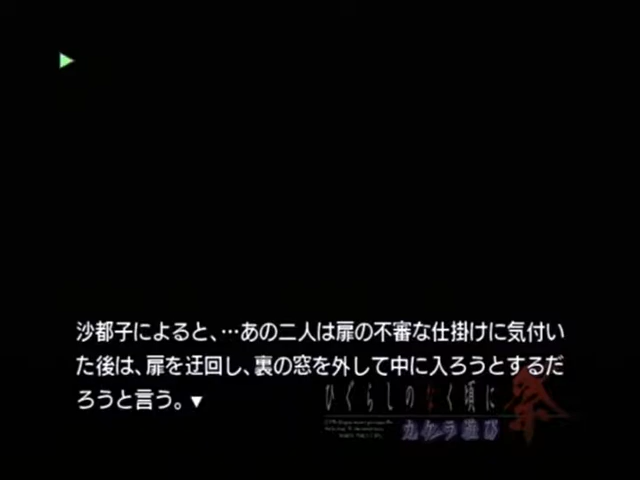 沙都子によると、…あの二人は扉の不審な仕掛けに気付い
た後は、扉を迂回し、裏の窓を外して中に入ろうとするだ
ろうと言う。▼
ひぐらしのなく頃に 祭
カケラ遊び